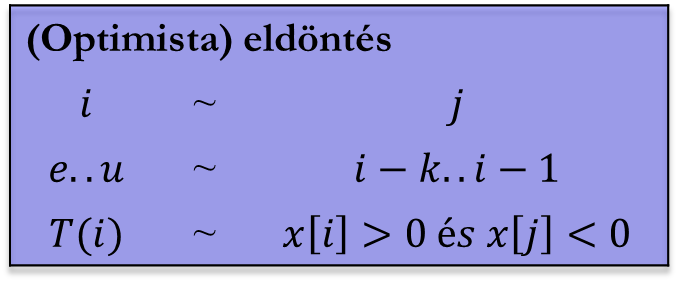 (Optimista) eldöntés
i ~ j
e..u ~ i − k..i − 1
T(i) ~ x[i] > 0 és x[j] < 0